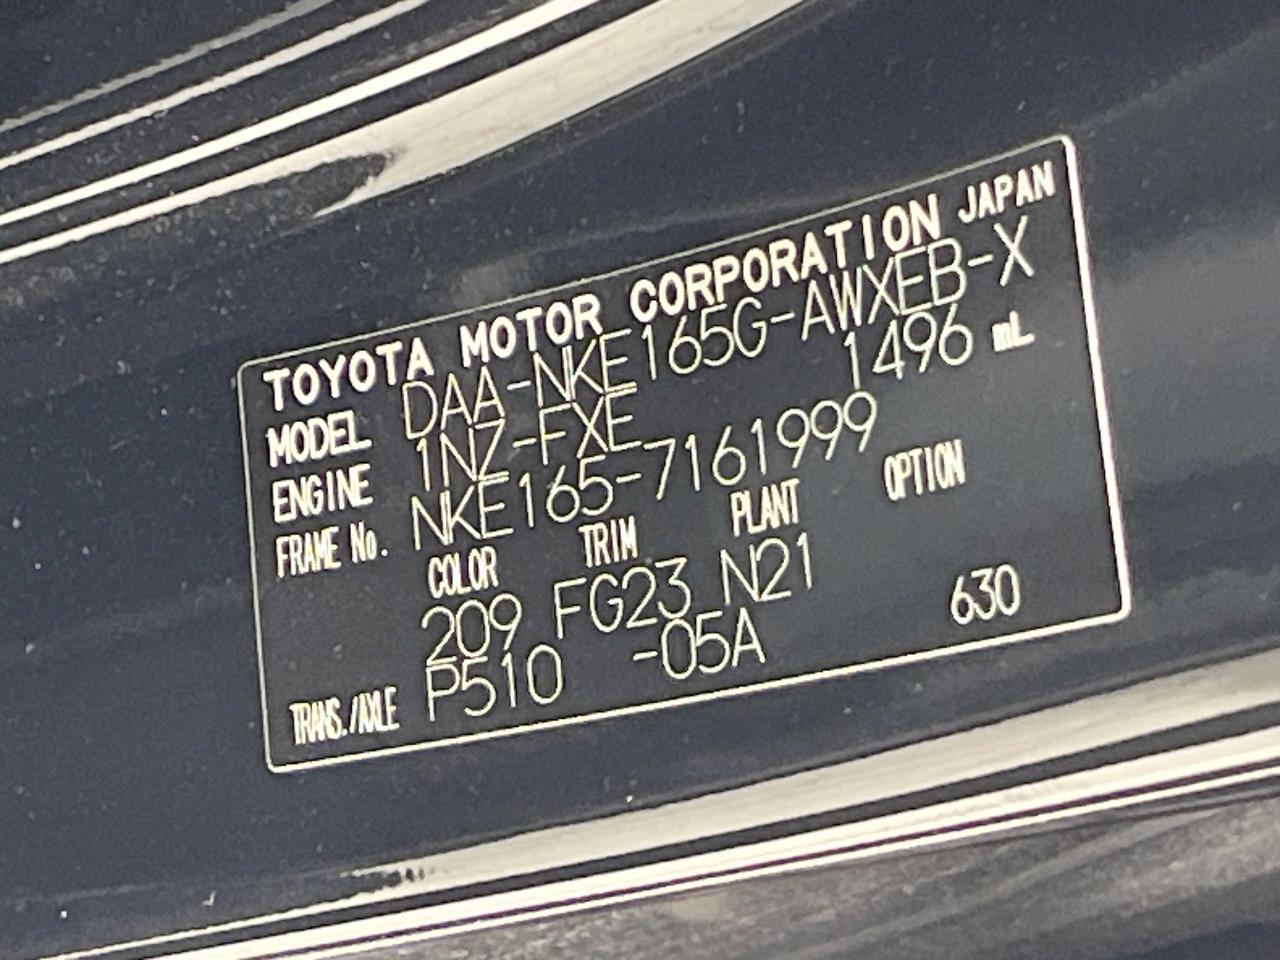 TOYOTA MOTOR CORPORATION JAPAN
MODEL DAA-NKE165G-AWXEB-X
ENGINE 1NZ-FXE 1496 mL
FRAME No. NKE165-7161999
COLOR TRIM PLANT OPTION
209 FG23 N21
TRANS./AXLE P510 -05A 630